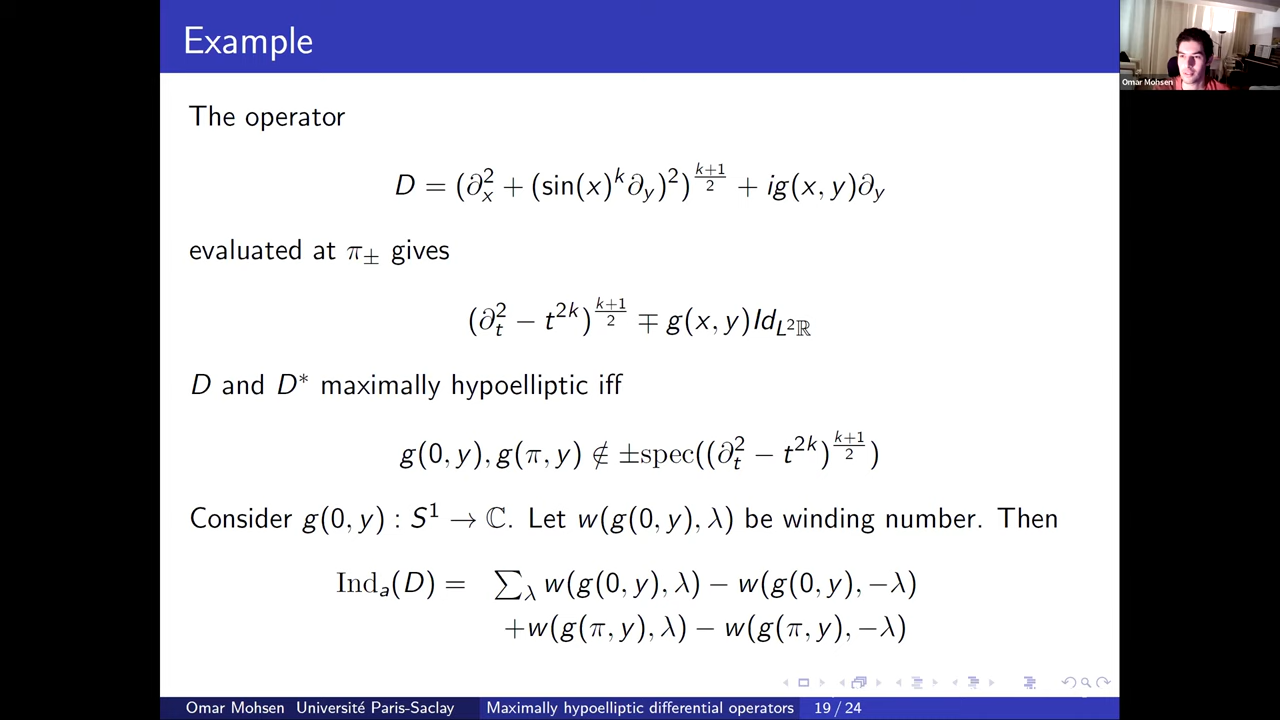 Example
The operator
D = (∂_x^2 + (sin(x)^k ∂_y)^2)^{\frac{k+1}{2}} + ig(x, y)∂_y
evaluated at π_± gives
(∂_t^2 − t^{2k})^{\frac{k+1}{2}} ∓ g(x, y)Id_{L^2ℝ}
D and D* maximally hypoelliptic iff
g(0, y), g(π, y) ∉ ±spec((∂_t^2 − t^{2k})^{\frac{k+1}{2}})
Consider g(0, y) : S^1 → ℂ. Let w(g(0, y), λ) be winding number. Then
Ind_a(D) = ∑_λ w(g(0, y), λ) − w(g(0, y), −λ)
+w(g(π, y), λ) − w(g(π, y), −λ)
Omar Mohsen Université Paris-Saclay Maximally hypoelliptic differential operators 19 / 24
Omar Mohsen